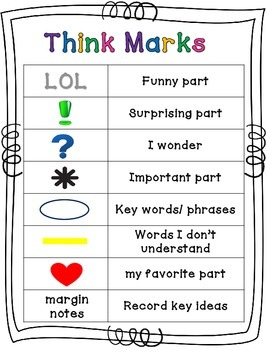 Think Marks
LOL Funny part
! Surprising part
? I wonder
* Important part
Key words/ phrases
Words I don't
understand
my favorite part
margin
notes
Record key ideas